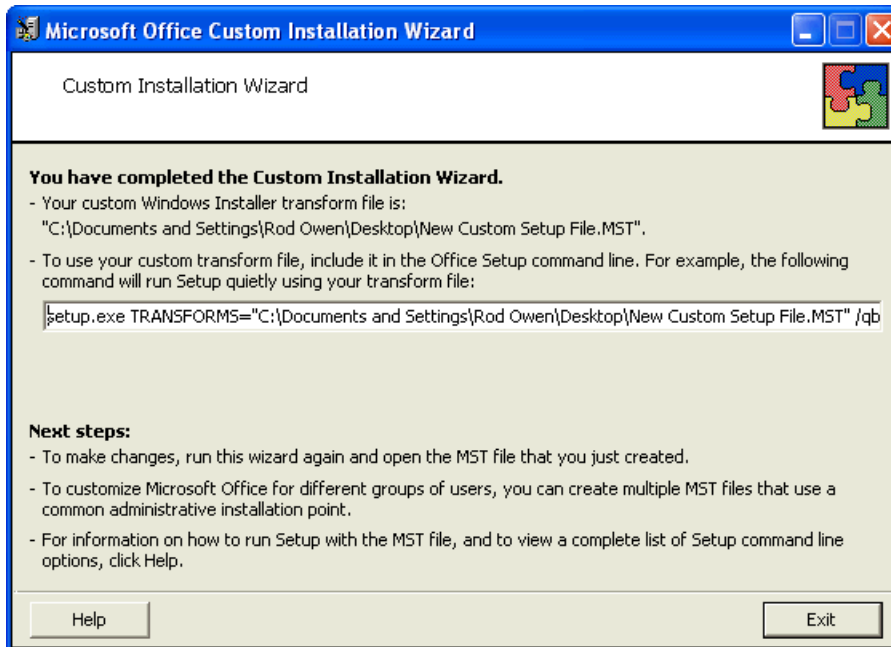 Microsoft Office Custom Installation Wizard
Custom Installation Wizard
You have completed the Custom Installation Wizard.
- Your custom Windows Installer transform file is:
"C:\Documents and Settings\Rod Owen\Desktop\New Custom Setup File.MST".
- To use your custom transform file, include it in the Office Setup command line. For example, the following
command will run Setup quietly using your transform file:
setup.exe TRANSFORMS="C:\Documents and Settings\Rod Owen\Desktop\New Custom Setup File.MST" /qb
Next steps:
- To make changes, run this wizard again and open the MST file that you just created.
- To customize Microsoft Office for different groups of users, you can create multiple MST files that use a
common administrative installation point.
- For information on how to run Setup with the MST file, and to view a complete list of Setup command line
options, click Help.
Help
Exit